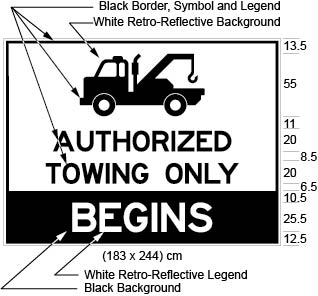 Black Border, Symbol and Legend
White Retro-Reflective Background
13.5
55
11
AUTHORIZED
20
8.5
TOWING ONLY
20
6.5
10.5
BEGINS
25.5
12.5
(183 x 244) cm
White Retro-Reflective Legend
Black Background